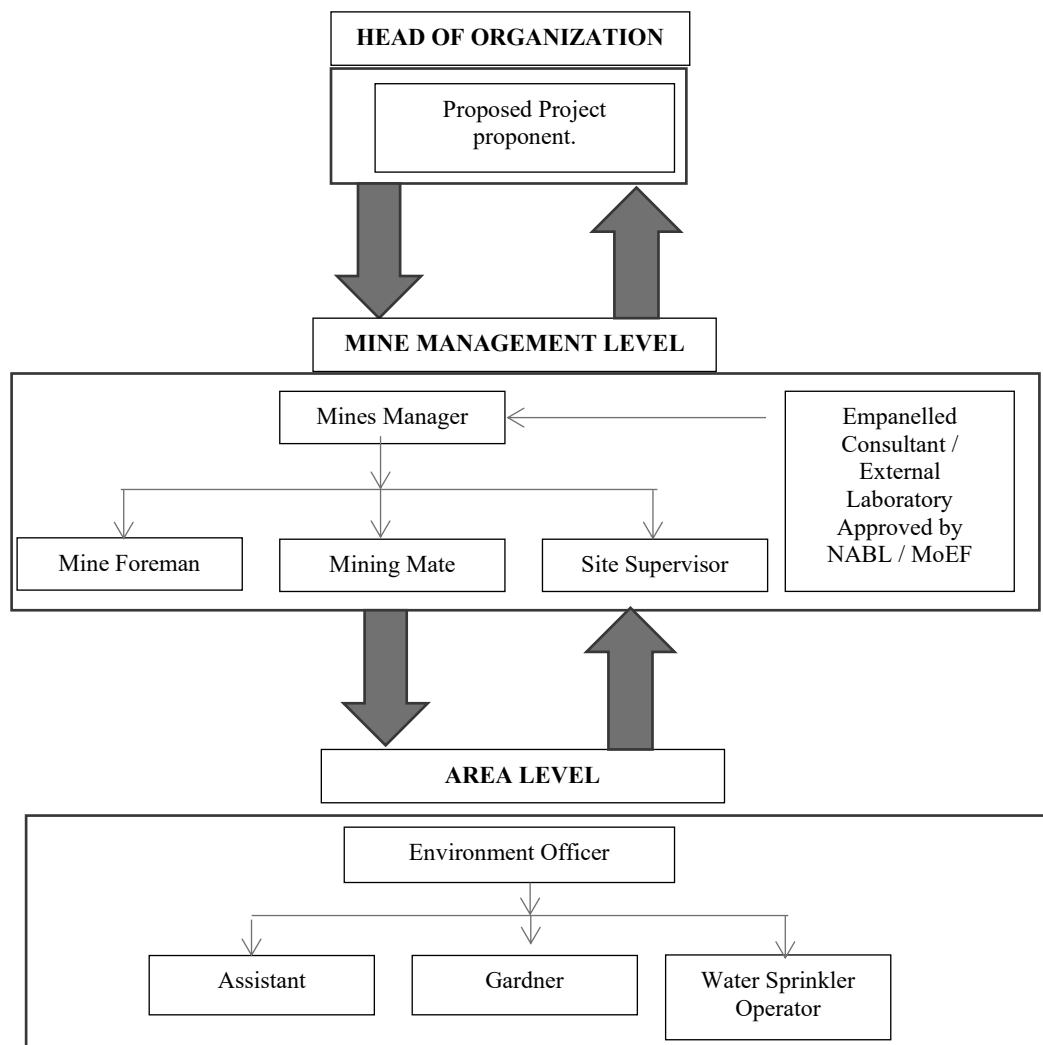 HEAD OF ORGANIZATION
Proposed Project
proponent.
MINE MANAGEMENT LEVEL
Mines Manager
Empanelled
Consultant /
External
Laboratory
Approved by
NABL / MoEF
Mine Foreman
Mining Mate
Site Supervisor
AREA LEVEL
Environment Officer
Assistant
Gardner
Water Sprinkler
Operator